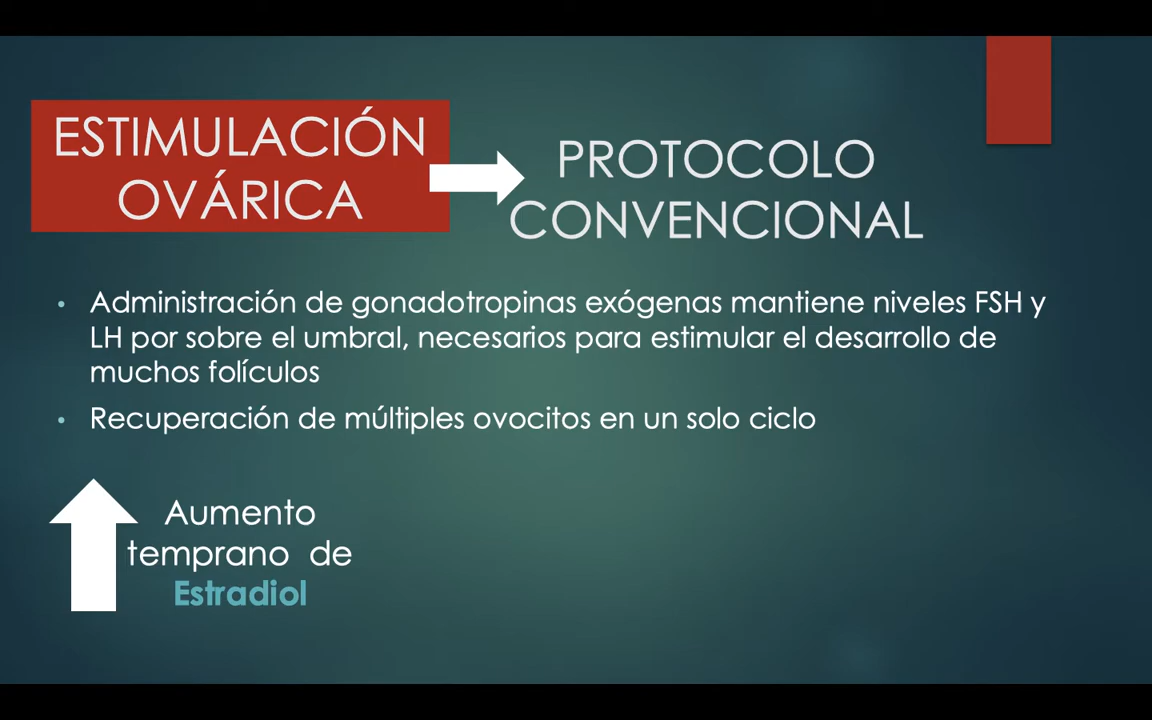 ESTIMULACIÓN
OVÁRICA
PROTOCOLO
CONVENCIONAL
• Administración de gonadotropinas exógenas mantiene niveles FSH y
LH por sobre el umbral, necesarios para estimular el desarrollo de
muchos folículos
• Recuperación de múltiples ovocitos en un solo ciclo
Aumento
temprano de
Estradiol